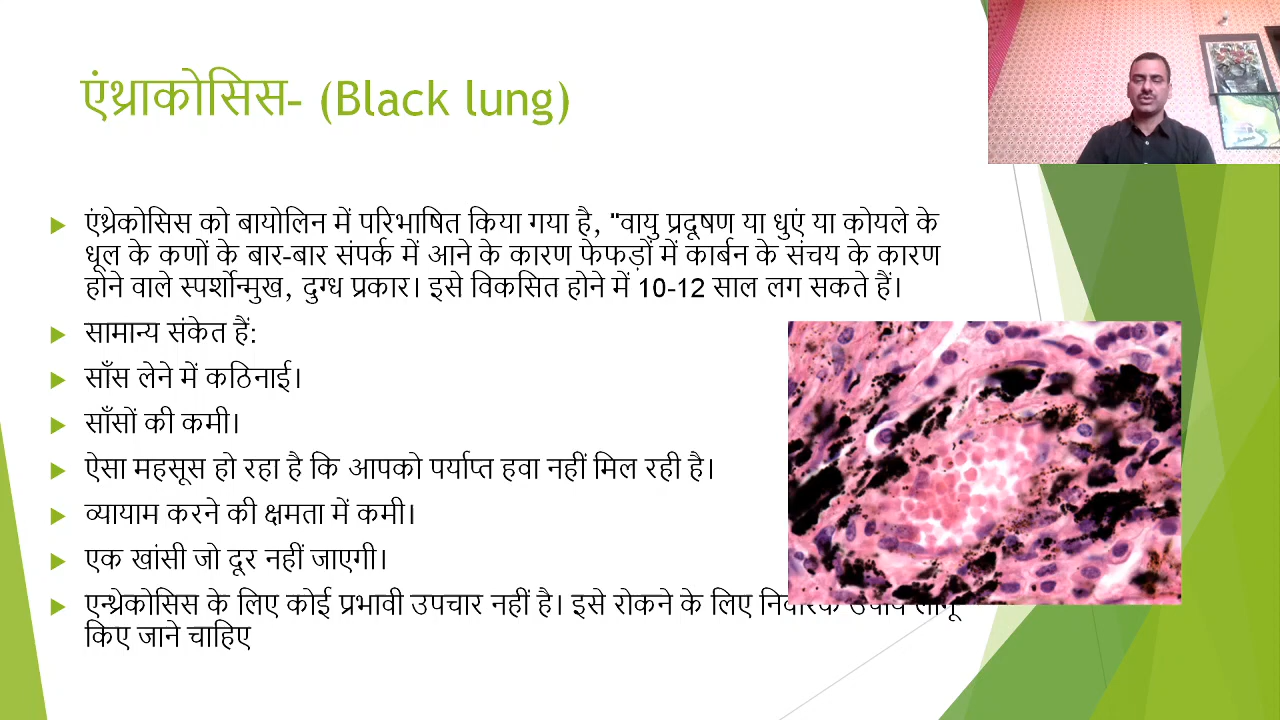 एंथ्राकोसिस- (Black lung)
एंथ्रेकोसिस को बायोलिन में परिभाषित किया गया है, "वायु प्रदूषण या धुएं या कोयले के
धूल के कणों के बार-बार संपर्क में आने के कारण फेफड़ों में कार्बन के संचय के कारण
होने वाले स्पर्शोन्मुख, दुग्ध प्रकार। इसे विकसित होने में 10-12 साल लग सकते हैं।
सामान्य संकेत हैं:
साँस लेने में कठिनाई।
साँसों की कमी।
ऐसा महसूस हो रहा है कि आपको पर्याप्त हवा नहीं मिल रही है।
व्यायाम करने की क्षमता में कमी।
एक खांसी जो दूर नहीं जाएगी।
एन्थ्रेकोसिस के लिए कोई प्रभावी उपचार नहीं है। इसे रोकने के लिए
किए जाने चाहिए